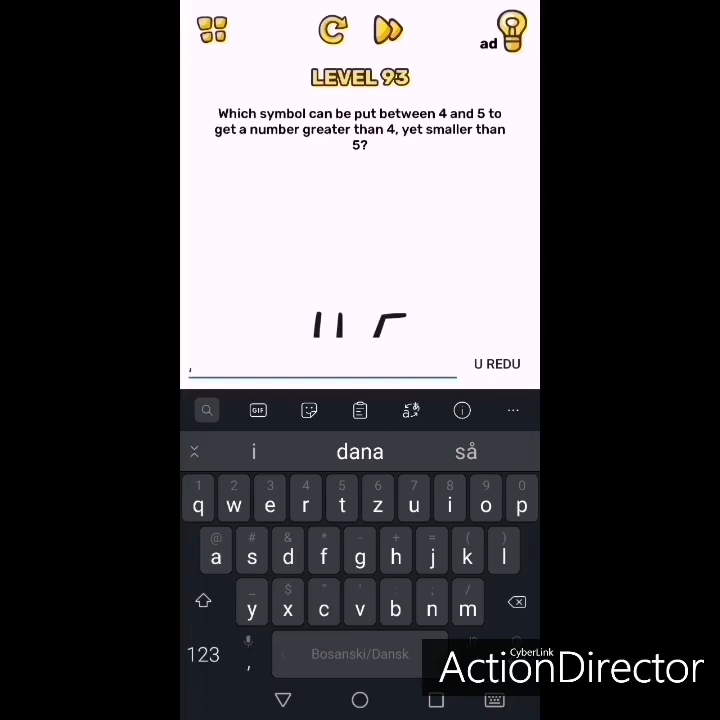 ad
LEVEL 93
Which symbol can be put between 4 and 5 to
get a number greater than 4, yet smaller than
5?
, U REDU
GIF
i dana så
1 2 3 4 5 6 7 8 9 0
q w e r t z u i o p
@ # & * - + = ( )
a s d f g h j k l
_ $ " ' : ; /
y x c v b n m
123 , Bosanski/Dansk
CyberLink
ActionDirector